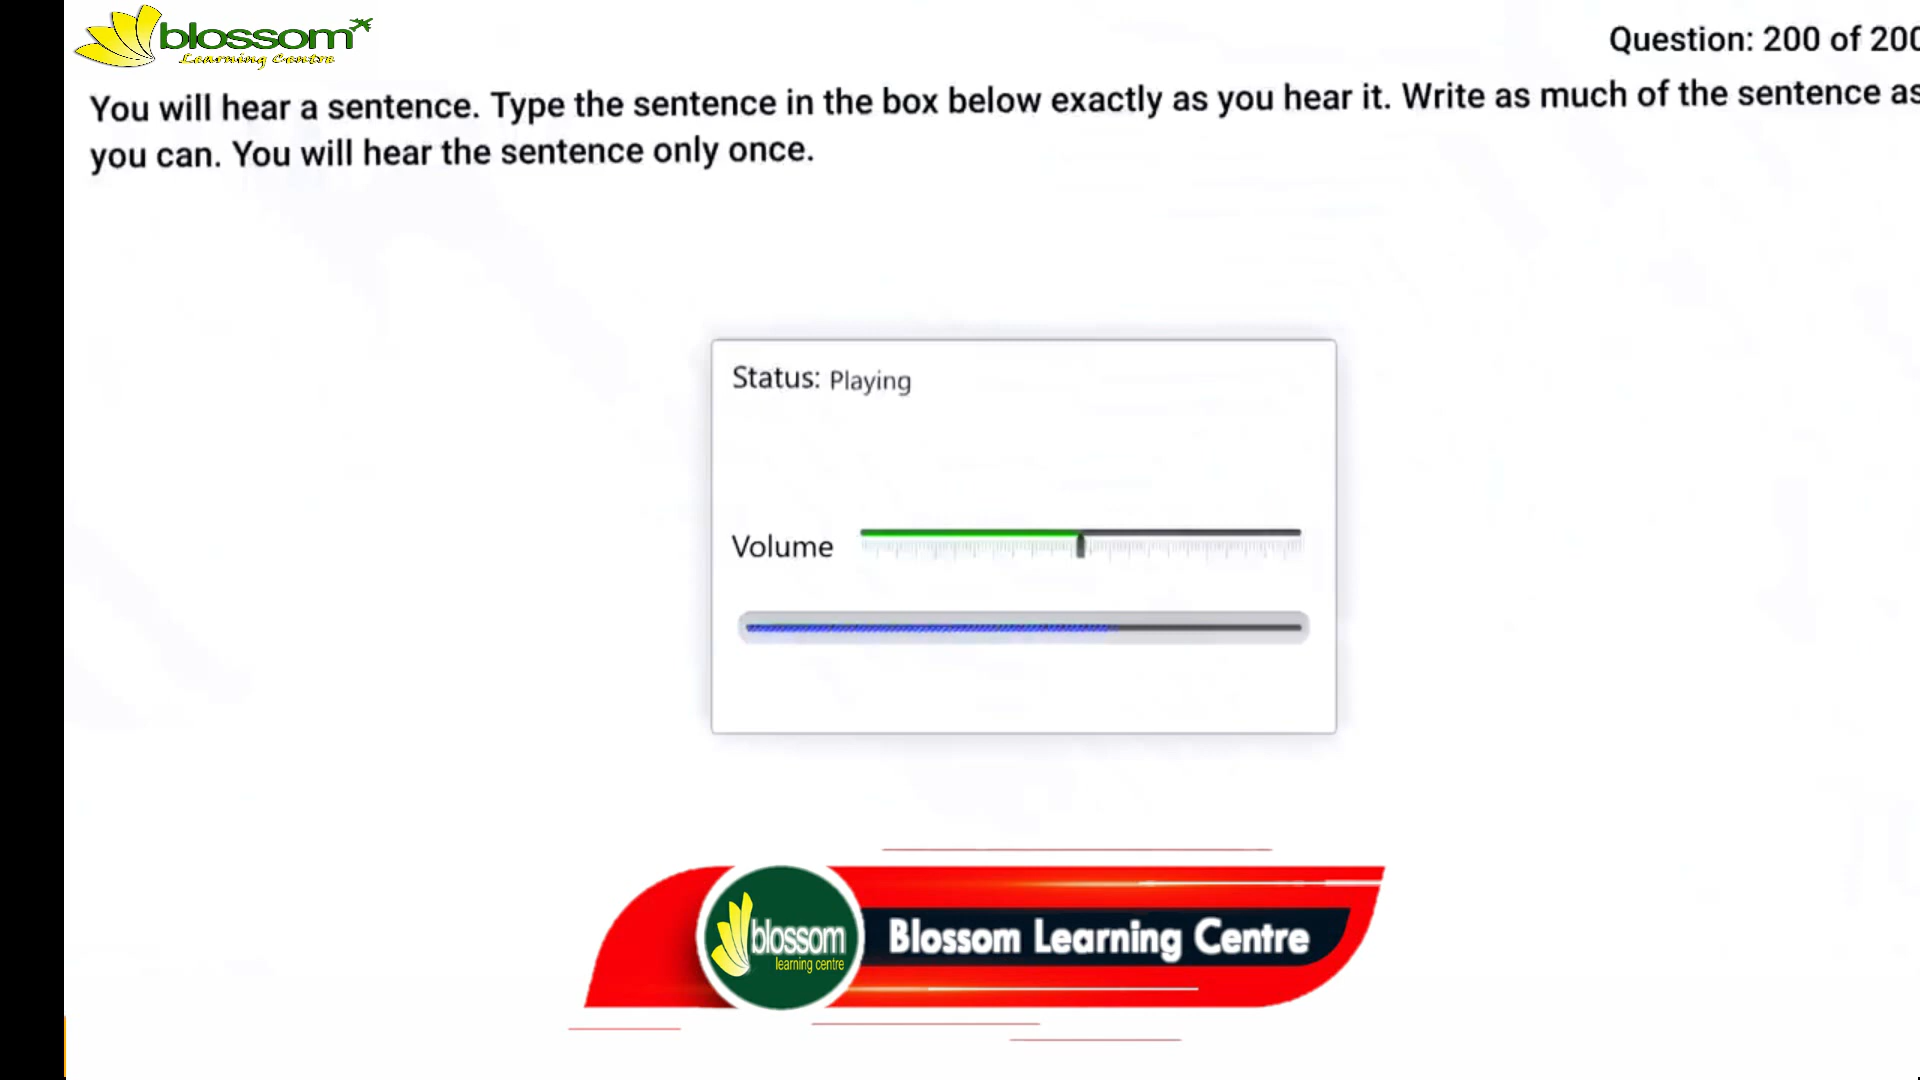 blossom
Learning Centre
Question: 200 of 200
You will hear a sentence. Type the sentence in the box below exactly as you hear it. Write as much of the sentence as
you can. You will hear the sentence only once.
Status: Playing
Volume
blossom
learning centre
Blossom Learning Centre